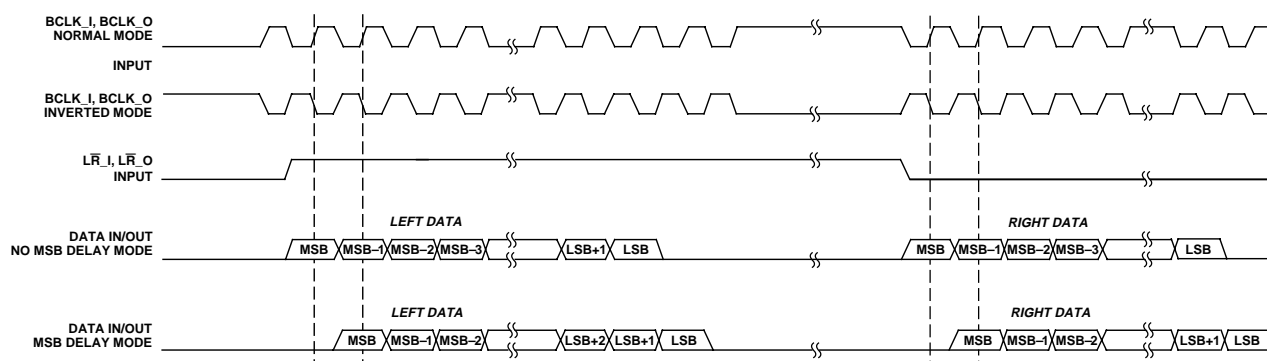 BCLK_I, BCLK_O
NORMAL MODE
INPUT
BCLK_I, BCLK_O
INVERTED MODE
LR̅_I, LR̅_O
INPUT
LEFT DATA
RIGHT DATA
DATA IN/OUT
NO MSB DELAY MODE
MSB MSB–1 MSB–2 MSB–3 LSB+1 LSB MSB MSB–1 MSB–2 MSB–3 LSB
LEFT DATA
RIGHT DATA
DATA IN/OUT
MSB DELAY MODE
MSB MSB–1 MSB–2 LSB+2 LSB+1 LSB MSB MSB–1 MSB–2 LSB+1 LSB